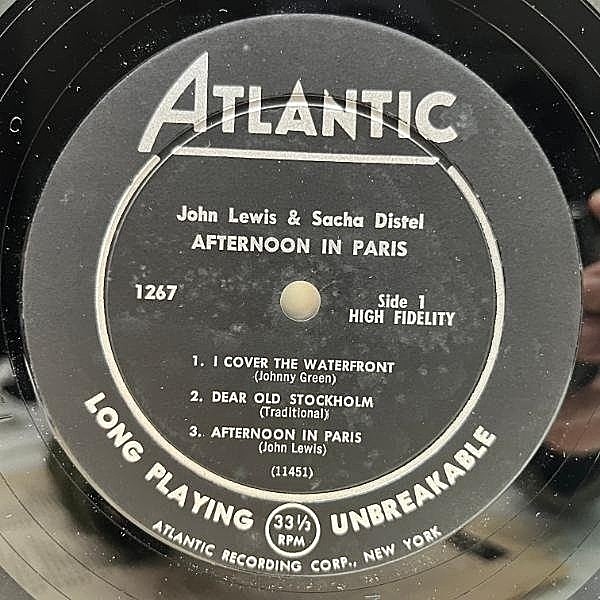 ATLANTIC
John Lewis & Sacha Distel
AFTERNOON IN PARIS
1267
Side 1
HIGH FIDELITY
1. I COVER THE WATERFRONT
(Johnny Green)
2. DEAR OLD STOCKHOLM
(Traditional)
3. AFTERNOON IN PARIS
(John Lewis)
(11451)
LONG PLAYING 33 1/3 RPM UNBREAKABLE
ATLANTIC RECORDING CORP., NEW YORK